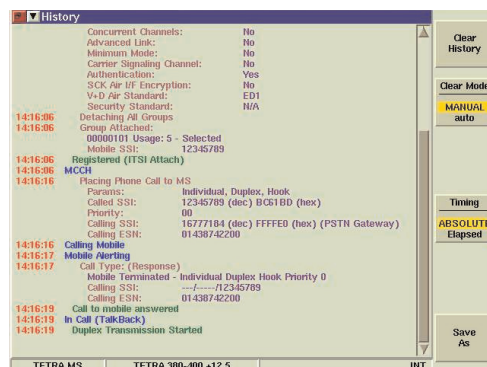 History
Concurrent Channels: No
Advanced Link: No
Minimum Mode: No
Carrier Signaling Channel: No
Authentication: Yes
SCK Air I/F Encryption: No
V+D Air Standard: ED1
Security Standard: N/A
14:16:06 Detaching All Groups
14:16:06 Group Attached:
00000101 Usage: 5 - Selected
Mobile SSI: 12345789
14:16:06 Registered (ITSI Attach)
14:16:06 MCCH
14:16:16 Placing Phone Call to MS
Params: Individual, Duplex, Hook
Called SSI: 12345789 (dec) BC61BD (hex)
Priority: 00
Calling SSI: 16777184 (dec) FFFFE0 (hex) (PSTN Gateway)
Calling ESN: 01438742200
14:16:16 Calling Mobile
14:16:17 Mobile Alerting
14:16:17 Call Type: (Response)
Mobile Terminated - Individual Duplex Hook Priority 0
Calling SSI: ---/-----/12345789
Calling ESN: 01438742200
14:16:19 Call to mobile answered
14:16:19 In Call (TalkBack)
14:16:19 Duplex Transmission Started
Clear
History
Clear Mode
MANUAL
auto
Timing
ABSOLUTE
Elapsed
Save
As
TETRA MS TETRA 380-400 +12.5 INT